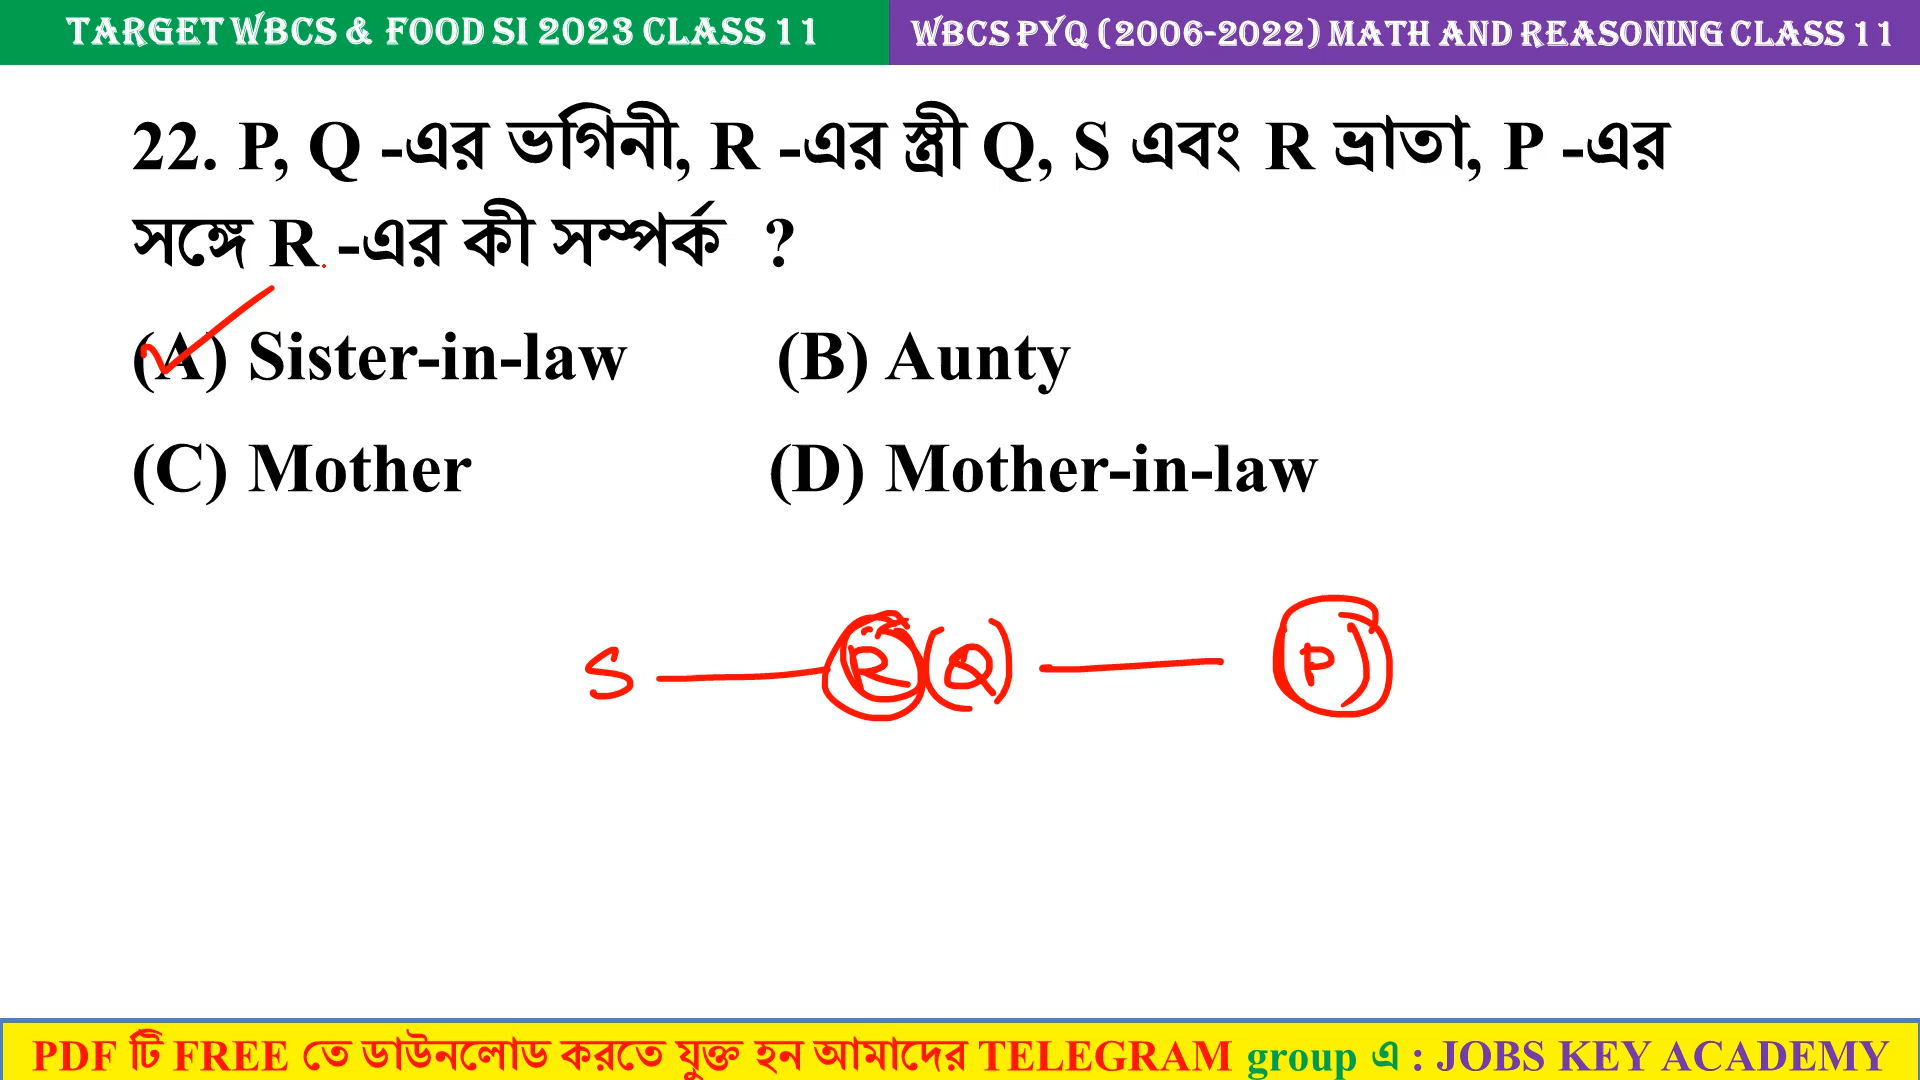 TARGET WBCS & FOOD SI 2023 CLASS 11
WBCS PYQ (2006-2022) MATH AND REASONING CLASS 11
22. P, Q -এর ভগিনী, R -এর স্ত্রী Q, S এবং R ভ্রাতা, P -এর
সঙ্গে R -এর কী সম্পর্ক ?
(A) Sister-in-law (B) Aunty
(C) Mother (D) Mother-in-law
S R (Q) P
PDF টি FREE তে ডাউনলোড করতে যুক্ত হন আমাদের TELEGRAM group এ : JOBS KEY ACADEMY